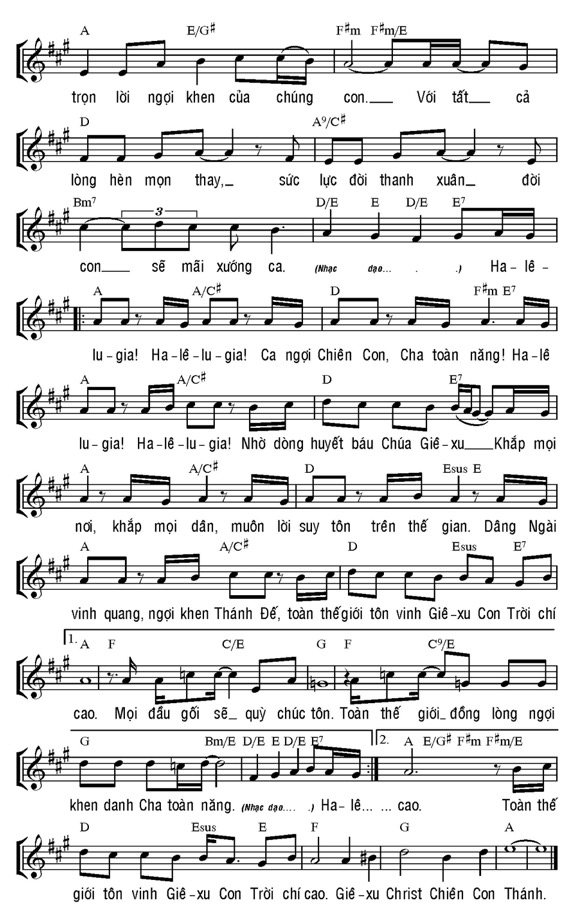 A E/G# F#m F#m/E
trọn lời ngợi khen của chúng con. Với tất cả
D A9/C#
lòng hèn mọn thay, sức lực đời thanh xuân đời
Bm7 3 D/E E D/E E7
con sẽ mãi xướng ca. (Nhạc dạo... . .) Ha-lê-
A A/C# D F#m E7
lu-gia! Ha-lê-lu-gia! Ca ngợi Chiên Con, Cha toàn năng! Ha-lê
A A/C# D E7
lu-gia! Ha-lê-lu-gia! Nhờ dòng huyết báu Chúa Giê-xu Khắp mọi
A A/C# D Esus E
nơi, khắp mọi dân, muôn lời suy tôn trên thế gian. Dâng Ngài
A A/C# D Esus E7
vinh quang, ngợi khen Thánh Đế, toàn thế giới tôn vinh Giê-xu Con Trời chí
1. A F C/E G F C9/E
cao. Mọi đầu gối sẽ quỳ chúc tôn. Toàn thế giới đồng lòng ngợi
G Bm/E D/E E D/E E7 2. A E/G# F#m F#m/E
khen danh Cha toàn năng. (Nhạc dạo.... .) Ha-lê... ... cao. Toàn thế
D Esus E F G A
giới tôn vinh Giê-xu Con Trời chí cao. Giê-xu Christ Chiên Con Thánh.